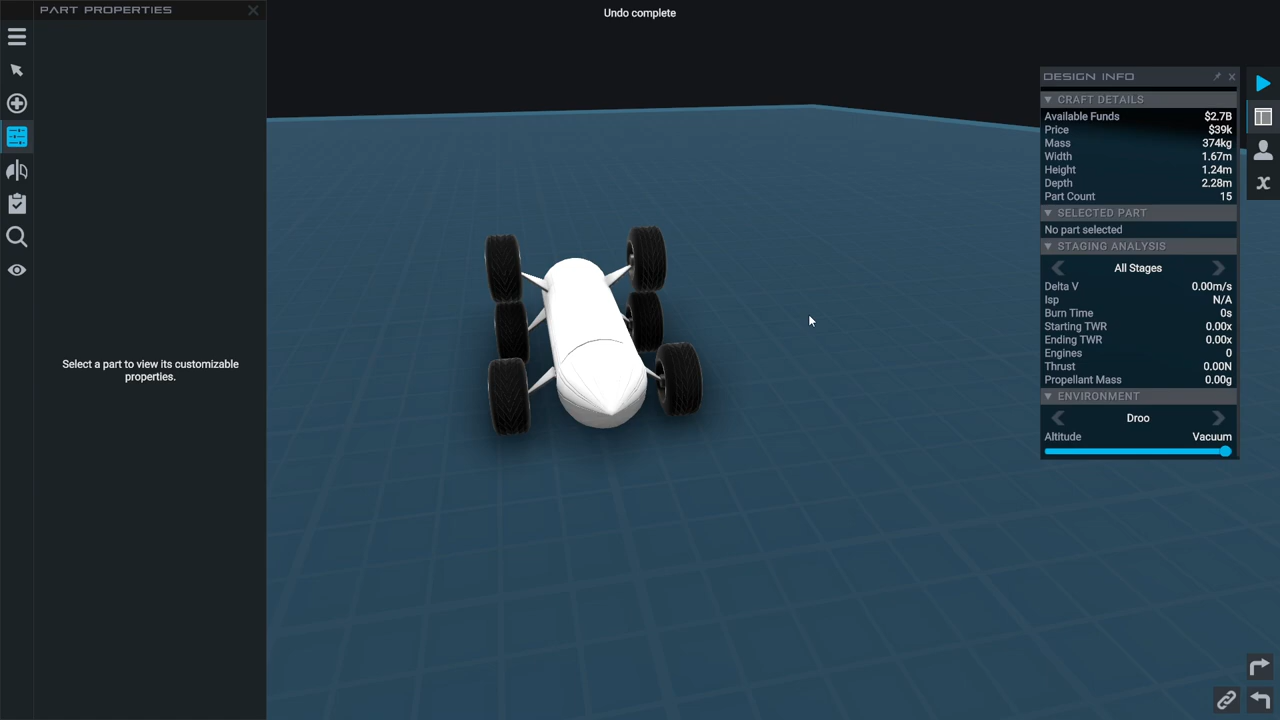 PART PROPERTIES
Undo complete
Select a part to view its customizable
properties.
DESIGN INFO
CRAFT DETAILS
Available Funds $2.7B
Price $39k
Mass 374kg
Width 1.67m
Height 1.24m
Depth 2.28m
Part Count 15
SELECTED PART
No part selected
STAGING ANALYSIS
All Stages
Delta V 0.00m/s
Isp N/A
Burn Time 0s
Starting TWR 0.00x
Ending TWR 0.00x
Engines 0
Thrust 0.00N
Propellant Mass 0.00g
ENVIRONMENT
Droo
Altitude Vacuum